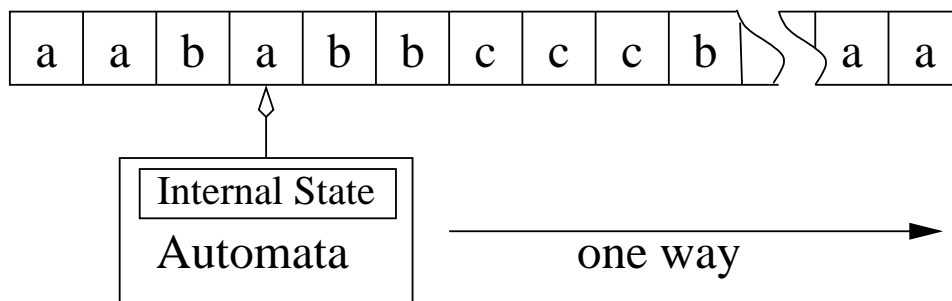 a a b a b b c c c b a a
Internal State
Automata
one way